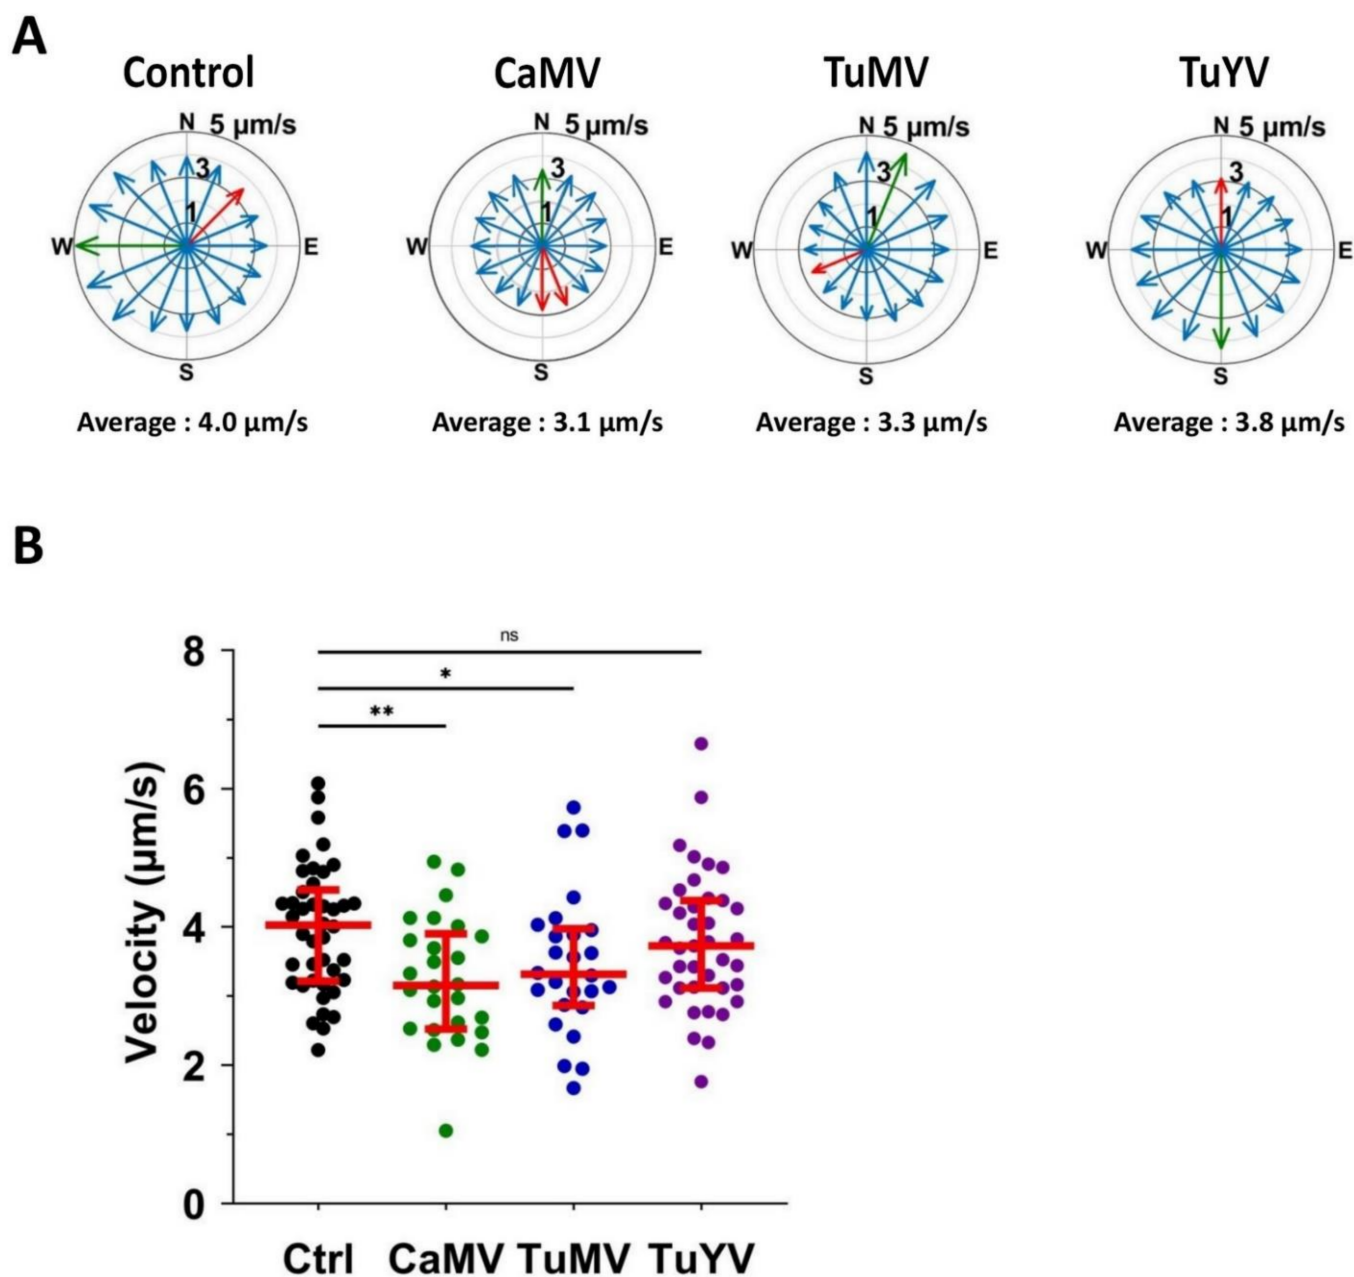 A
Control CaMV TuMV TuYV
N 5 µm/s N 5 µm/s N 5 µm/s N 5 µm/s
3 3 3 3
1 1 1 1
W E W E W E W E
S S S S
Average : 4.0 µm/s Average : 3.1 µm/s Average : 3.3 µm/s Average : 3.8 µm/s
B
ns
*
**
Velocity (µm/s)
8
6
4
2
0
Ctrl CaMV TuMV TuYV